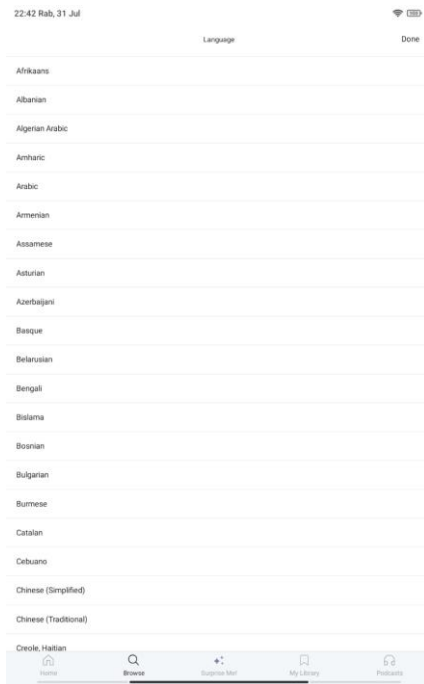 22:42 Rab, 31 Jul
Language
Done
Afrikaans
Albanian
Algerian Arabic
Amharic
Arabic
Armenian
Assamese
Asturian
Azerbaijani
Basque
Belarusian
Bengali
Bislama
Bosnian
Bulgarian
Burmese
Catalan
Cebuano
Chinese (Simplified)
Chinese (Traditional)
Creole, Haitian
Home
Browse
Surprise Me!
My Library
Podcasts